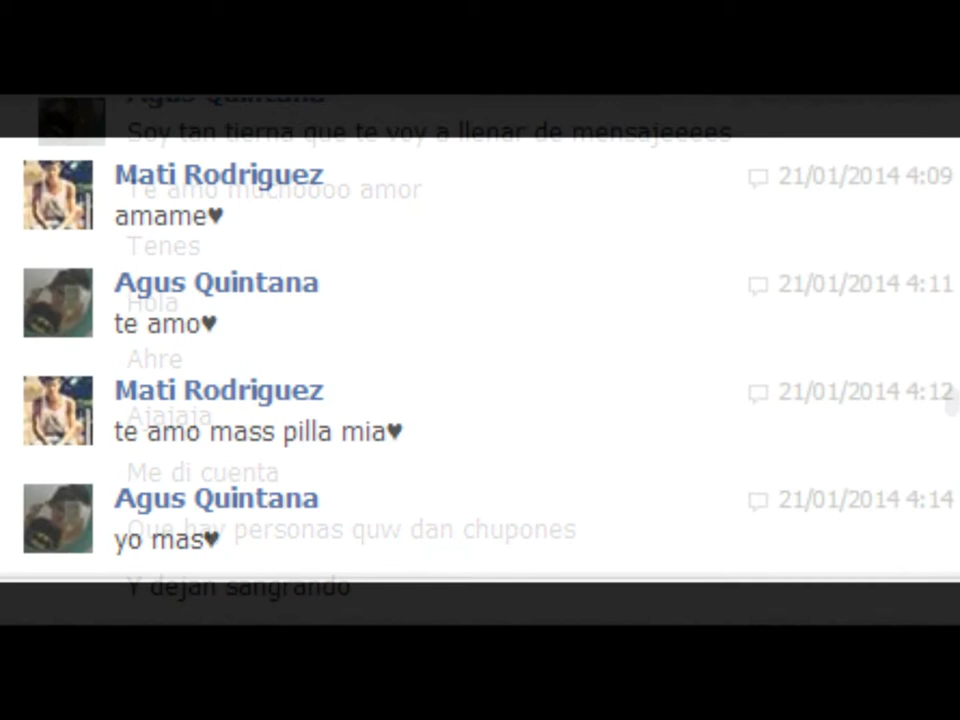 Agus Quintana
Soy tan tierna que te voy a llenar de mensajeeees
Mati Rodriguez 21/01/2014 4:09
Te amo muchoooo amor
amame♥
Tenes
Agus Quintana 21/01/2014 4:11
Hola
te amo♥
Ahre
Mati Rodriguez 21/01/2014 4:12
Ajajaja
te amo mass pilla mia♥
Me di cuenta
Agus Quintana 21/01/2014 4:14
Que hay personas quw dan chupones
yo mas♥
Y dejan sangrando